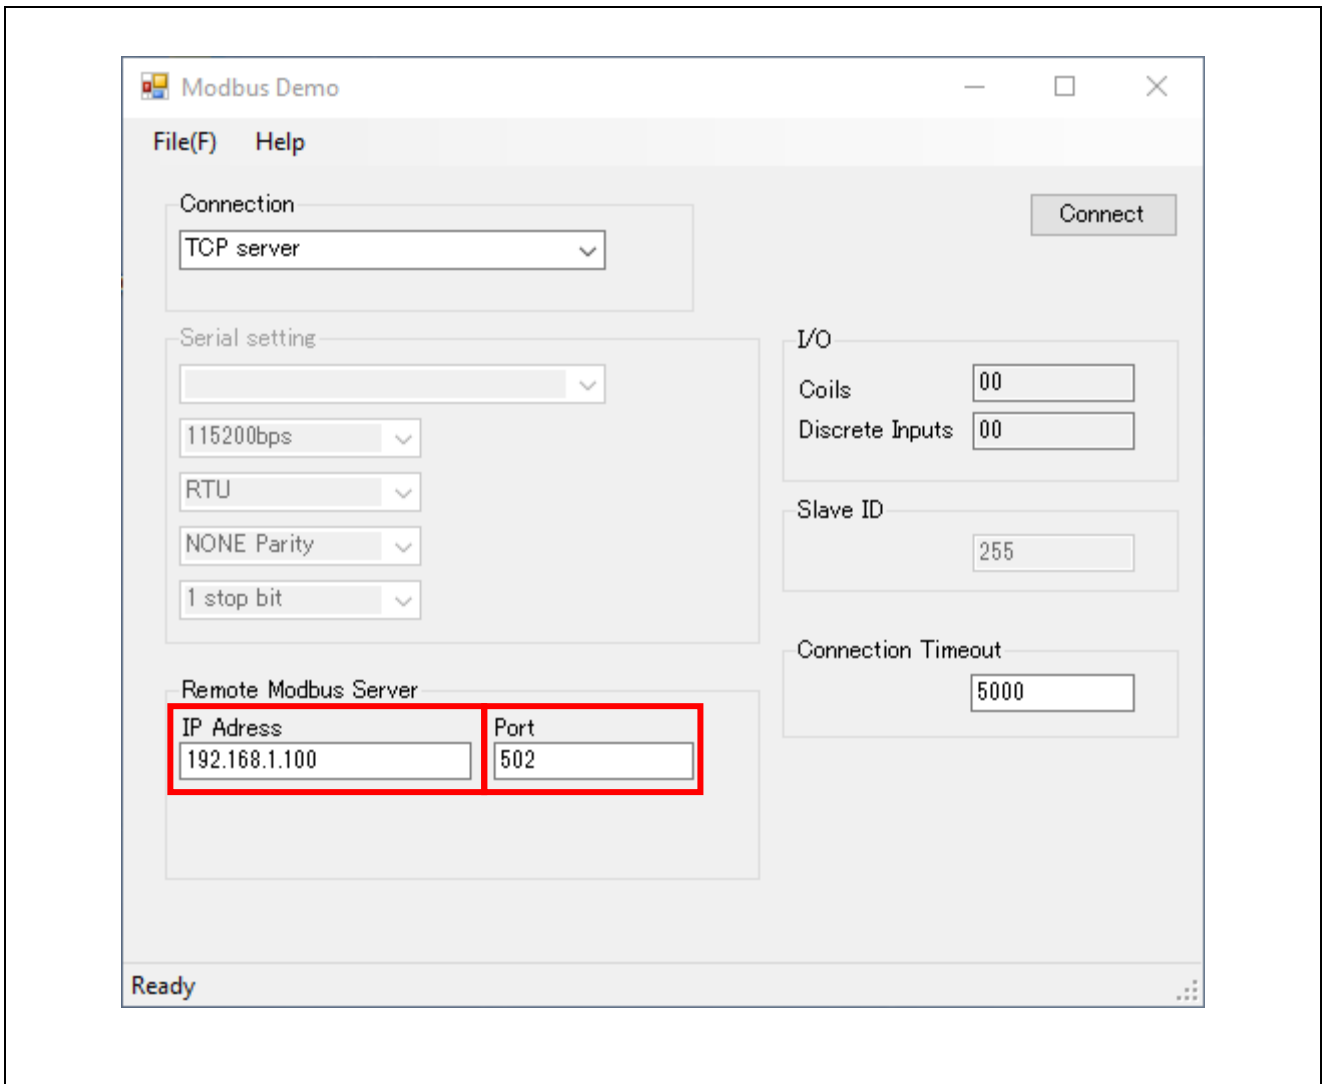 Modbus Demo
File(F) Help
Connection
TCP server
Connect
Serial setting
115200bps
RTU
NONE Parity
1 stop bit
I/O
Coils 00
Discrete Inputs 00
Slave ID
255
Connection Timeout
5000
Remote Modbus Server
IP Adress Port
192.168.1.100 502
Ready